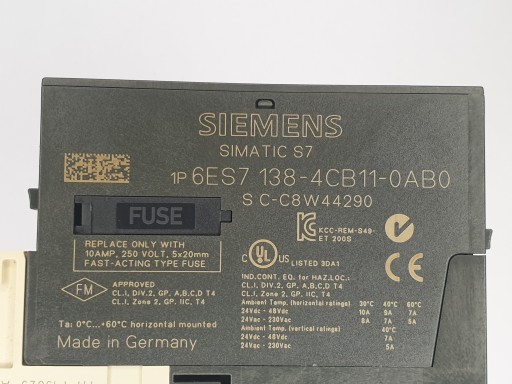 SIEMENS
SIMATIC S7
1P 6ES7 138-4CB11-0AB0
S C-C8W44290
FUSE
KCC-REM-S49-
ET 200S
REPLACE ONLY WITH
10AMP, 250 VOLT, 5x20mm
FAST-ACTING TYPE FUSE
C UL US LISTED 3DA1
CE
FM APPROVED
CL.I, DIV.2, GP. A,B,C,D T4
CL.I, Zone 2, GP. IIC, T4
IND.CONT. EQ. for HAZ.LOC.:
CL.I, DIV.2, GP. A,B,C,D T4
CL.I, Zone 2, GP. IIC, T4
Ambient Temp. (horizontal ratings) 30°C 40°C 60°C
24Vdc - 48Vdc 10A 9A 7A
24Vac - 230Vac 8A 7A 5A
Ambient Temp. (vertical ratings) 40°C
24Vdc - 48Vdc 7A
24Vac - 230Vac 5A
Ta: 0°C...+60°C horizontal mounted
Made in Germany